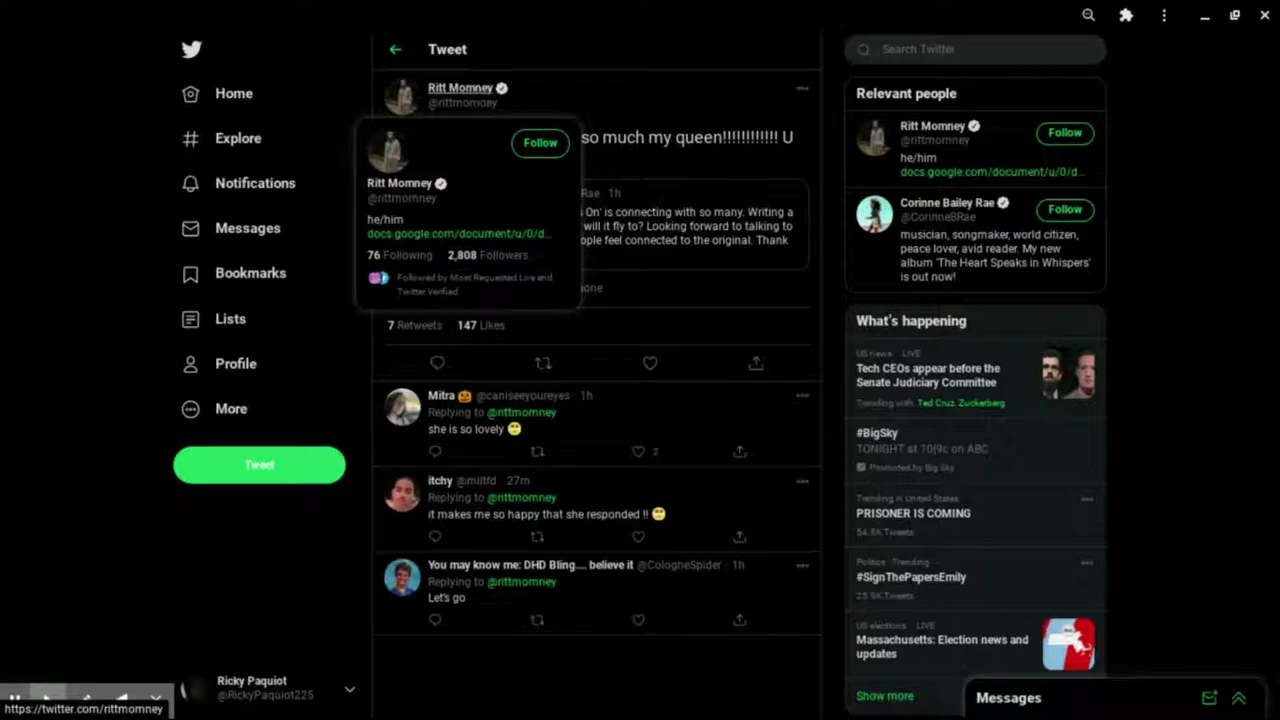 Home
Explore
Notifications
Messages
Bookmarks
Lists
Profile
More
Tweet
Ricky Paquiot
@RickyPaquiot225
https://twitter.com/rittmomney
Tweet
Ritt Momney
@rittmomney
so much my queen!!!!!!!!!!!! U
Follow
Ritt Momney
@rittmomney
he/him
docs.google.com/document/u/0/d...
76 Following 2,808 Followers
Followed by Most Requested Live and
Twitter Verified
Rae 1h
On' is connecting with so many. Writing a
will it fly to? Looking forward to talking to
ople feel connected to the original. Thank
one
7 Retweets 147 Likes
Mitra @caniseeyoureyes 1h
Replying to @rittmomney
she is so lovely
2
itchy @miltfd 27m
Replying to @rittmomney
it makes me so happy that she responded !!
You may know me: DHD Bling.... believe it @CologneSpider · 1h
Replying to @rittmomney
Let's go
Search Twitter
Relevant people
Ritt Momney
@rittmomney
Follow
he/him
docs.google.com/document/u/0/d...
Corinne Bailey Rae
@CorinneBRae
Follow
musician, songmaker, world citizen,
peace lover, avid reader. My new
album 'The Heart Speaks in Whispers'
is out now!
What's happening
US news · LIVE
Tech CEOs appear before the
Senate Judiciary Committee
Trending with Ted Cruz, Zuckerberg
#BigSky
TONIGHT at 10|9c on ABC
Promoted by Big Sky
Trending in United States
PRISONER IS COMING
54.8K Tweets
Politics · Trending
#SignThePapersEmily
25.9K Tweets
US elections · LIVE
Massachusetts: Election news and
updates
Show more
Messages